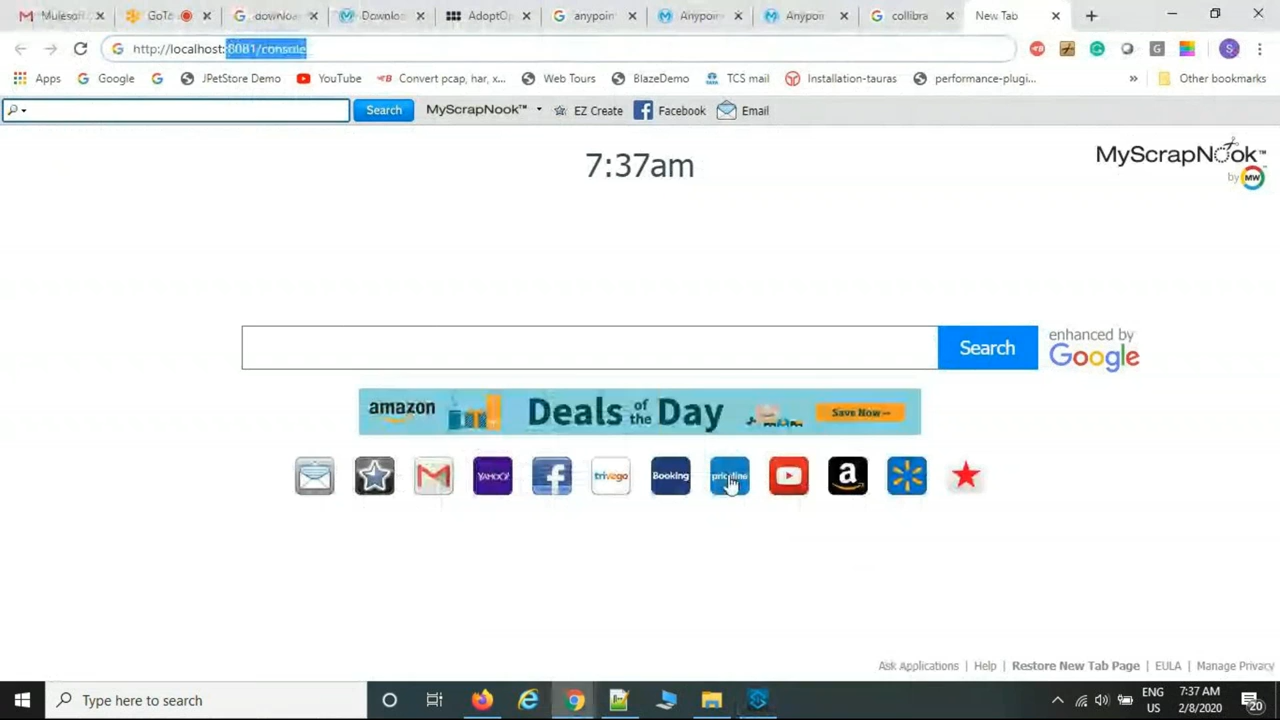 Mulesof
GoTo
downloa
Downloa
AdoptOp
anypoin
Anypoin
Anypoin
collibra
New Tab
http://localhost:8081/console
Apps
Google
JPetStore Demo
YouTube
Convert pcap, har, x...
Web Tours
BlazeDemo
TCS mail
Installation-tauras
performance-plugi...
»
Other bookmarks
Search
MyScrapNook™
EZ Create
Facebook
Email
7:37am
MyScrapNook™
by MW
Search
enhanced by
Google
amazon
Deals of the Day
Save Now
YAHOO!
trivago
Booking
priceline
Ask Applications | Help | Restore New Tab Page | EULA | Manage Privacy
Type here to search
ENG
US
7:37 AM
2/8/2020
20